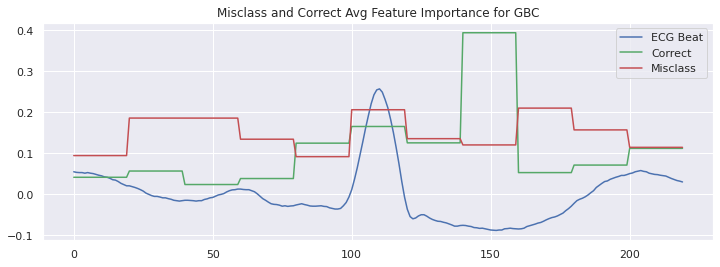 Misclass and Correct Avg Feature Importance for GBC
ECG Beat
Correct
Misclass
0.4
0.3
0.2
0.1
0.0
−0.1
0 50 100 150 200